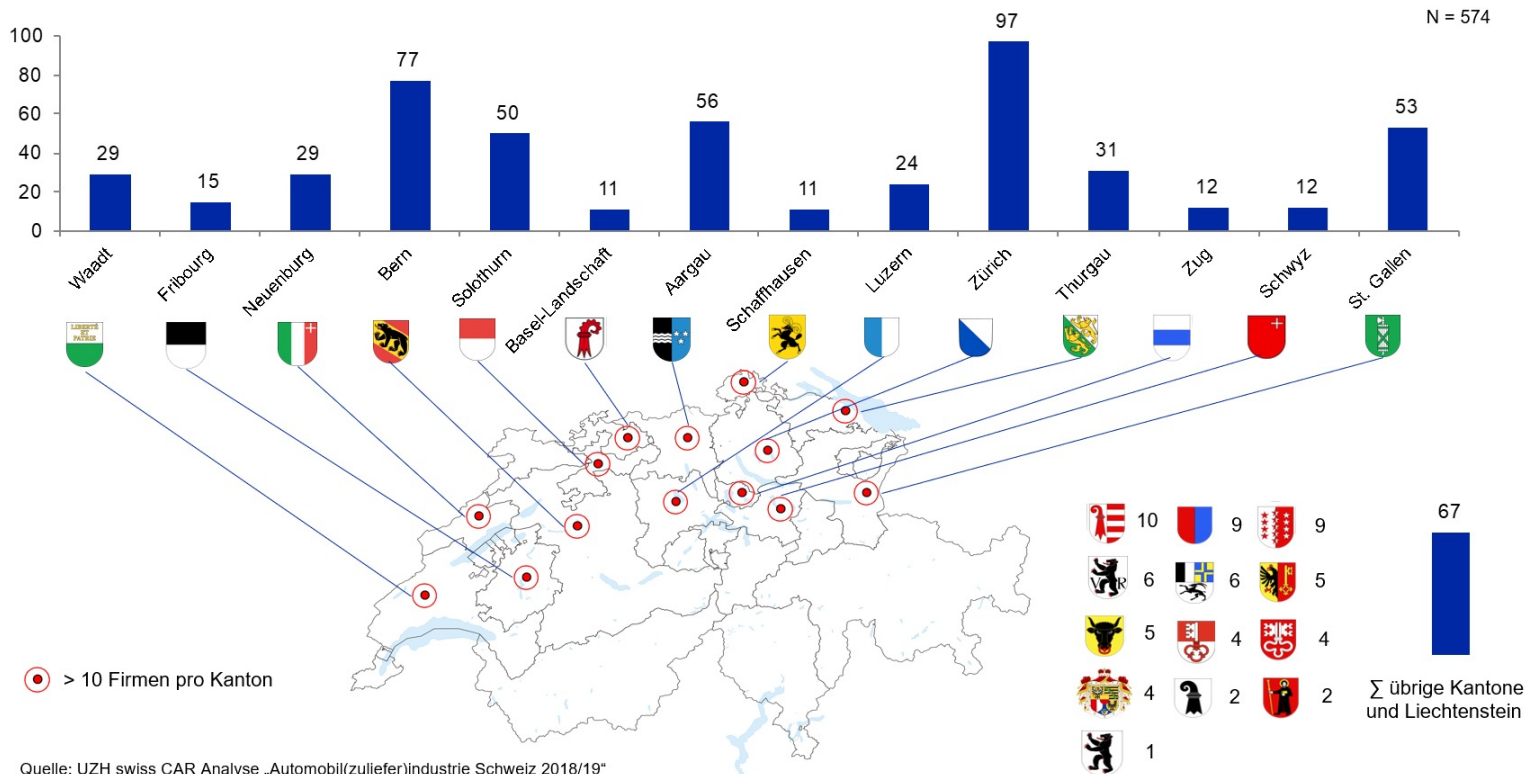 N = 574
100
80
60
40
20
0
29
15
29
77
50
11
56
11
24
97
31
12
12
53
Waadt
Fribourg
Neuenburg
Bern
Solothurn
Basel-Landschaft
Aargau
Schaffhausen
Luzern
Zürich
Thurgau
Zug
Schwyz
St. Gallen
LIBERTÉ
ET
PATRIE
10
9
9
67
V R
6
6
5
5
4
4
4
2
2
1
> 10 Firmen pro Kanton
∑ übrige Kantone
und Liechtenstein
Quelle: UZH swiss CAR Analyse „Automobil(zuliefer)industrie Schweiz 2018/19“